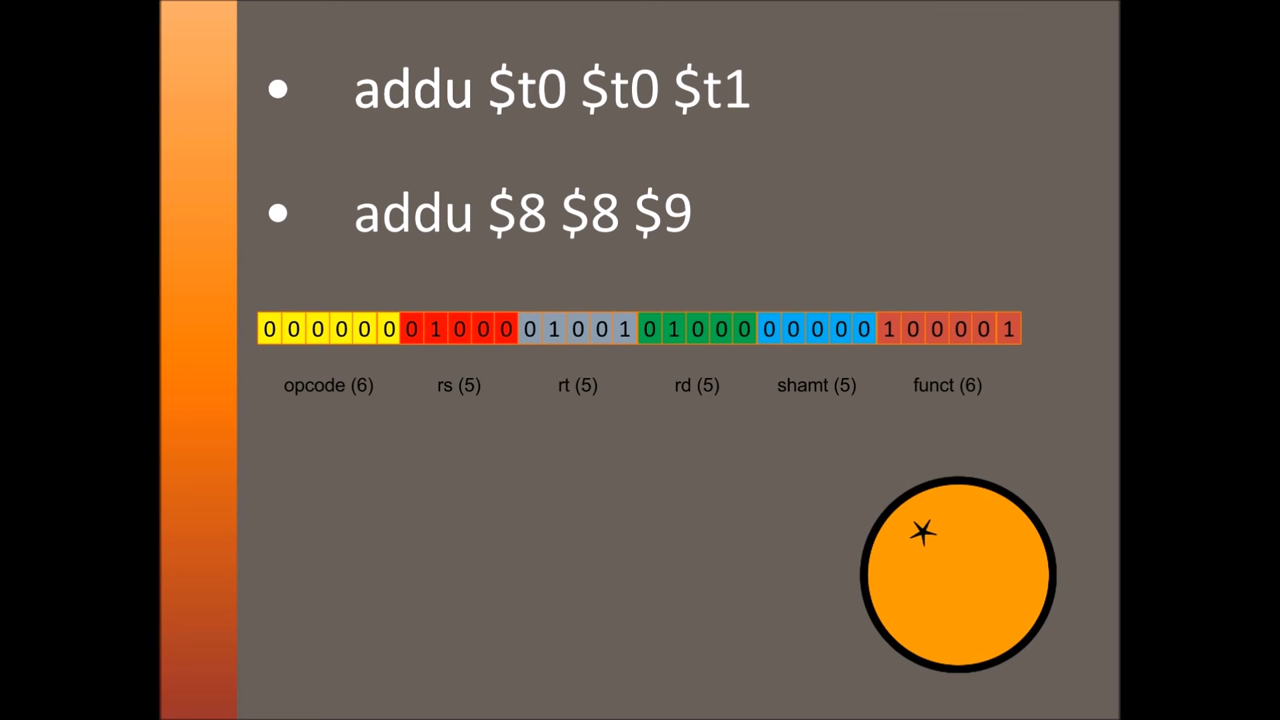 • addu $t0 $t0 $t1
• addu $8 $8 $9
0 0 0 0 0 0 0 1 0 0 0 0 1 0 0 1 0 1 0 0 0 0 0 0 0 0 1 0 0 0 0 1
opcode (6) rs (5) rt (5) rd (5) shamt (5) funct (6)